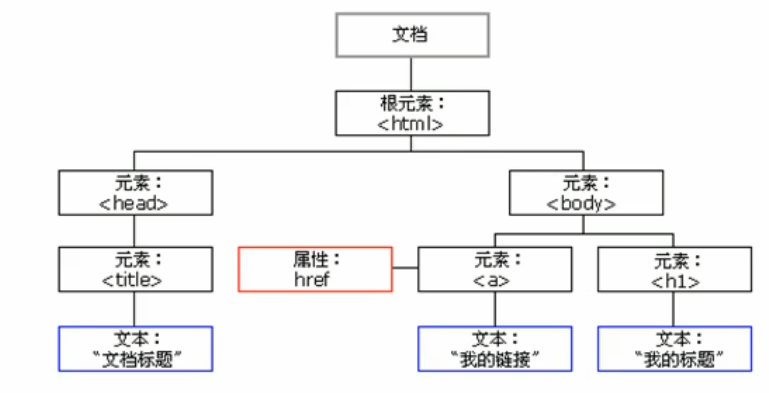 文档
根元素：
<html>
元素：
<head>
元素：
<body>
元素：
<title>
属性：
href
元素：
<a>
元素：
<h1>
文本：
“文档标题”
文本：
“我的链接”
文本：
“我的标题”